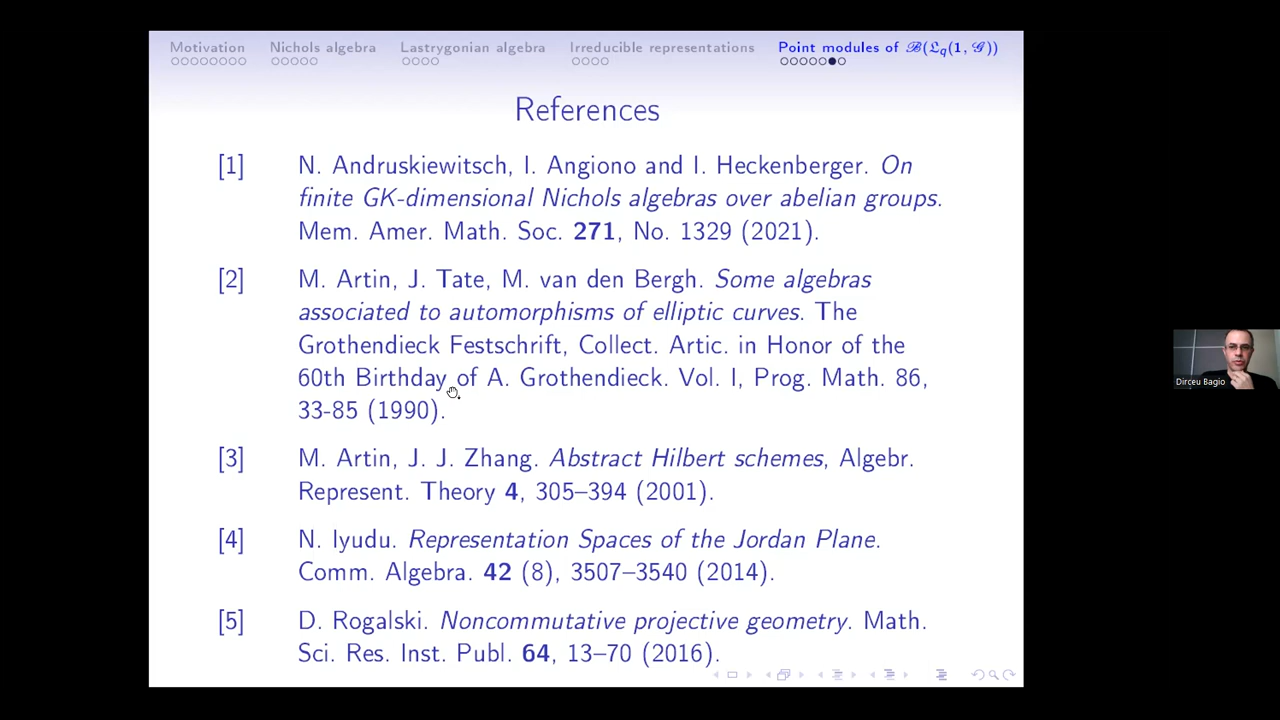 Motivation Nichols algebra Lastrygonian algebra Irreducible representations Point modules of ℬ(𝔏q(1, 𝒢))
References
[1] N. Andruskiewitsch, I. Angiono and I. Heckenberger. On
finite GK-dimensional Nichols algebras over abelian groups.
Mem. Amer. Math. Soc. 271, No. 1329 (2021).
[2] M. Artin, J. Tate, M. van den Bergh. Some algebras
associated to automorphisms of elliptic curves. The
Grothendieck Festschrift, Collect. Artic. in Honor of the
60th Birthday of A. Grothendieck. Vol. I, Prog. Math. 86,
33-85 (1990).
[3] M. Artin, J. J. Zhang. Abstract Hilbert schemes, Algebr.
Represent. Theory 4, 305–394 (2001).
[4] N. Iyudu. Representation Spaces of the Jordan Plane.
Comm. Algebra. 42 (8), 3507–3540 (2014).
[5] D. Rogalski. Noncommutative projective geometry. Math.
Sci. Res. Inst. Publ. 64, 13–70 (2016).
Dirceu Bagio